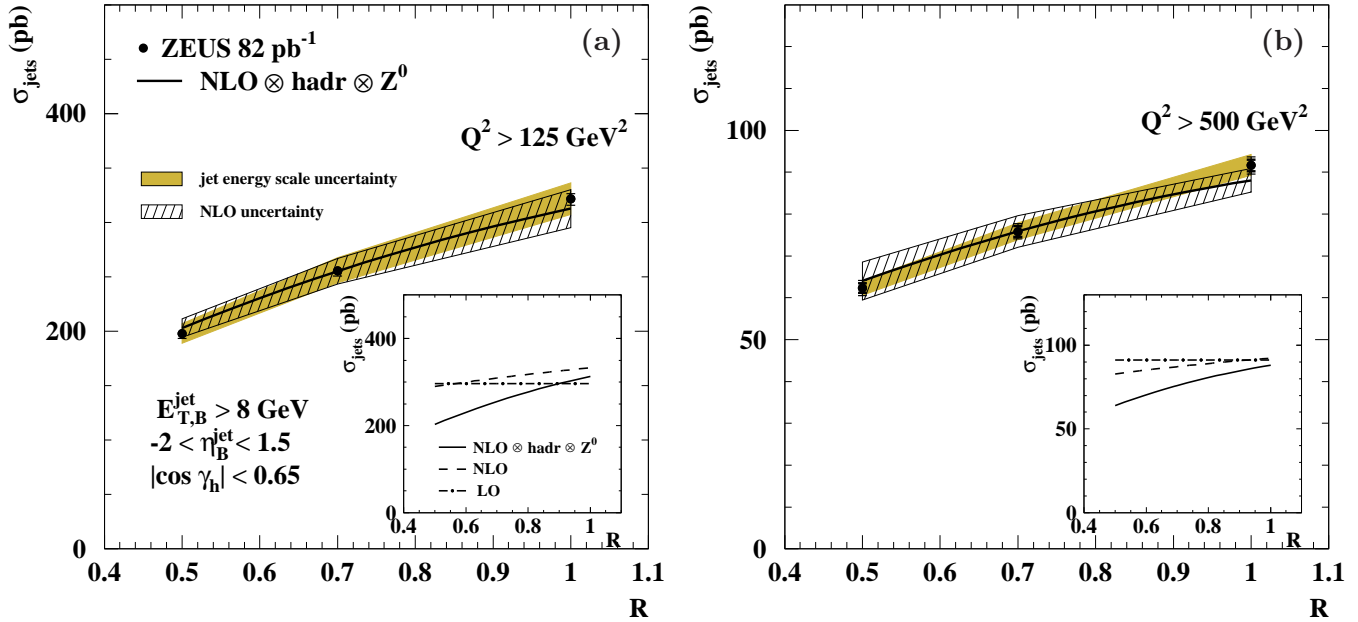 (a)
σjets (pb)
ZEUS 82 pb-1
NLO ⊗ hadr ⊗ Z0
Q2 > 125 GeV2
jet energy scale uncertainty
NLO uncertainty
EjetT,B > 8 GeV
-2 < ηjetB < 1.5
|cos γh| < 0.65
0
200
400
0.4 0.5 0.6 0.7 0.8 0.9 1 1.1
R
σjets (pb)
0
200
400
NLO ⊗ hadr ⊗ Z0
NLO
LO
0.4 0.6 0.8 1
R
(b)
σjets (pb)
Q2 > 500 GeV2
0
50
100
0.4 0.5 0.6 0.7 0.8 0.9 1 1.1
R
σjets (pb)
0
50
100
0.4 0.6 0.8 1
R